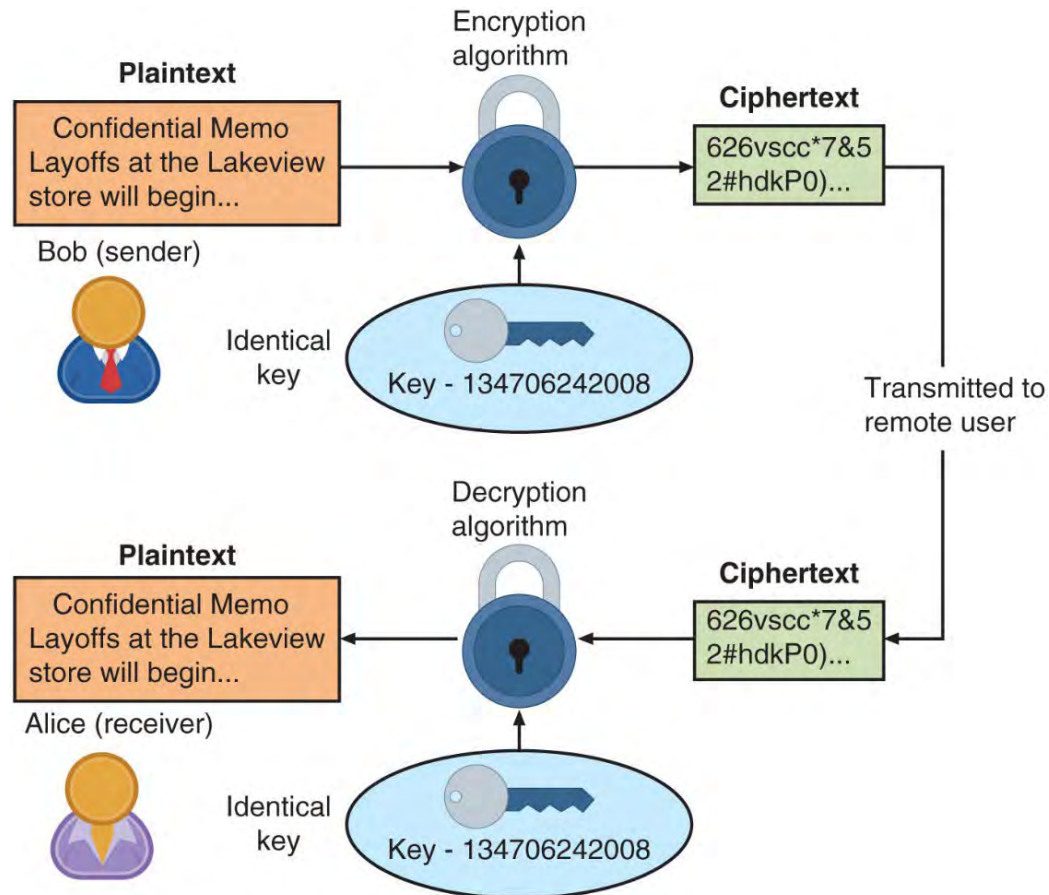 Encryption
algorithm
Plaintext
Confidential Memo
Layoffs at the Lakeview
store will begin...
Ciphertext
626vscc*7&5
2#hdkP0)...
Bob (sender)
Identical
key
Key - 134706242008
Transmitted to
remote user
Decryption
algorithm
Plaintext
Confidential Memo
Layoffs at the Lakeview
store will begin...
Ciphertext
626vscc*7&5
2#hdkP0)...
Alice (receiver)
Identical
key
Key - 134706242008